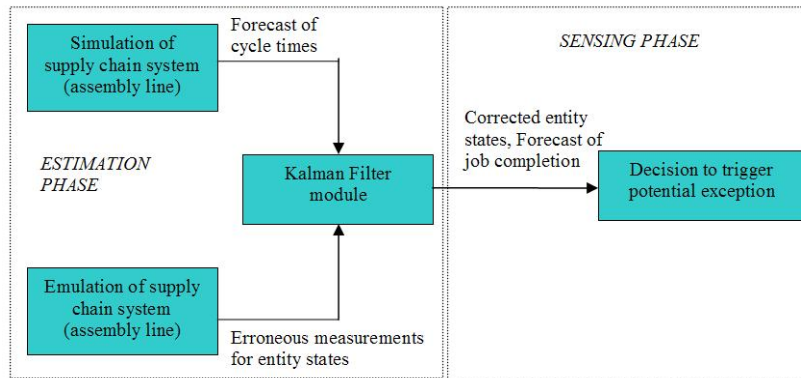 Simulation of
supply chain system
(assembly line)
Forecast of
cycle times
SENSING PHASE
ESTIMATION
PHASE
Kalman Filter
module
Corrected entity
states, Forecast of
job completion
Decision to trigger
potential exception
Emulation of supply
chain system
(assembly line)
Erroneous measurements
for entity states